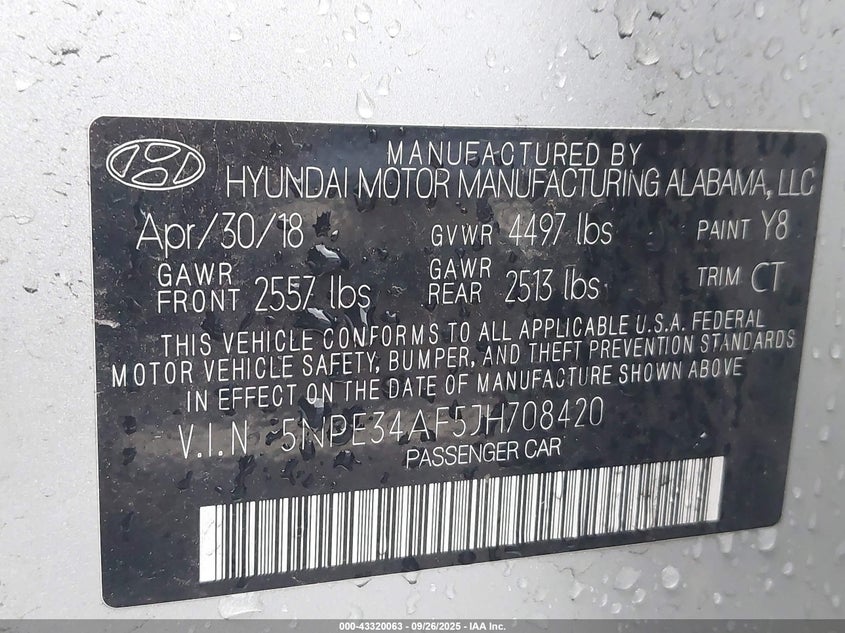 MANUFACTURED BY
HYUNDAI MOTOR MANUFACTURING ALABAMA, LLC
Apr/30/18 GVWR 4497 lbs PAINT Y8
GAWR FRONT 2557 lbs GAWR REAR 2513 lbs TRIM CT
THIS VEHICLE CONFORMS TO ALL APPLICABLE U.S.A. FEDERAL
MOTOR VEHICLE SAFETY, BUMPER, AND THEFT PREVENTION STANDARDS
IN EFFECT ON THE DATE OF MANUFACTURE SHOWN ABOVE
V.I.N 5NPE34AF5JH708420
PASSENGER CAR
000-43320063 - 09/26/2025 - IAA Inc.